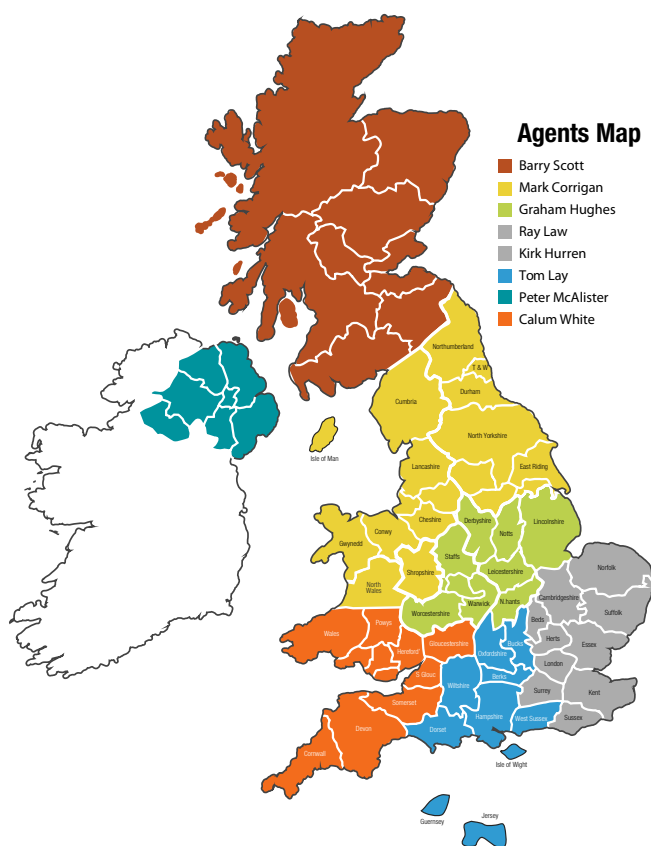 Agents Map
Barry Scott
Mark Corrigan
Graham Hughes
Ray Law
Kirk Hurren
Tom Lay
Peter McAlister
Calum White
Northumberland
T & W
Durham
Cumbria
North Yorkshire
Isle of Man
Lancashire
East Riding
Cheshire
Derbyshire
Notts
Lincolnshire
Conwy
Gwynedd
Staffs
Shropshire
Leicestershire
Norfolk
North
Wales
Cambridgeshire
Suffolk
Worcestershire
Warwick
N.hants
Beds
Wales
Powys
Hereford
Gloucestershire
Bucks
Oxfordshire
Herts
Essex
London
S Glouc
Wiltshire
Berks
Surrey
Kent
Somerset
Hampshire
West Sussex
Sussex
Devon
Dorset
Cornwall
Isle of Wight
Guernsey
Jersey